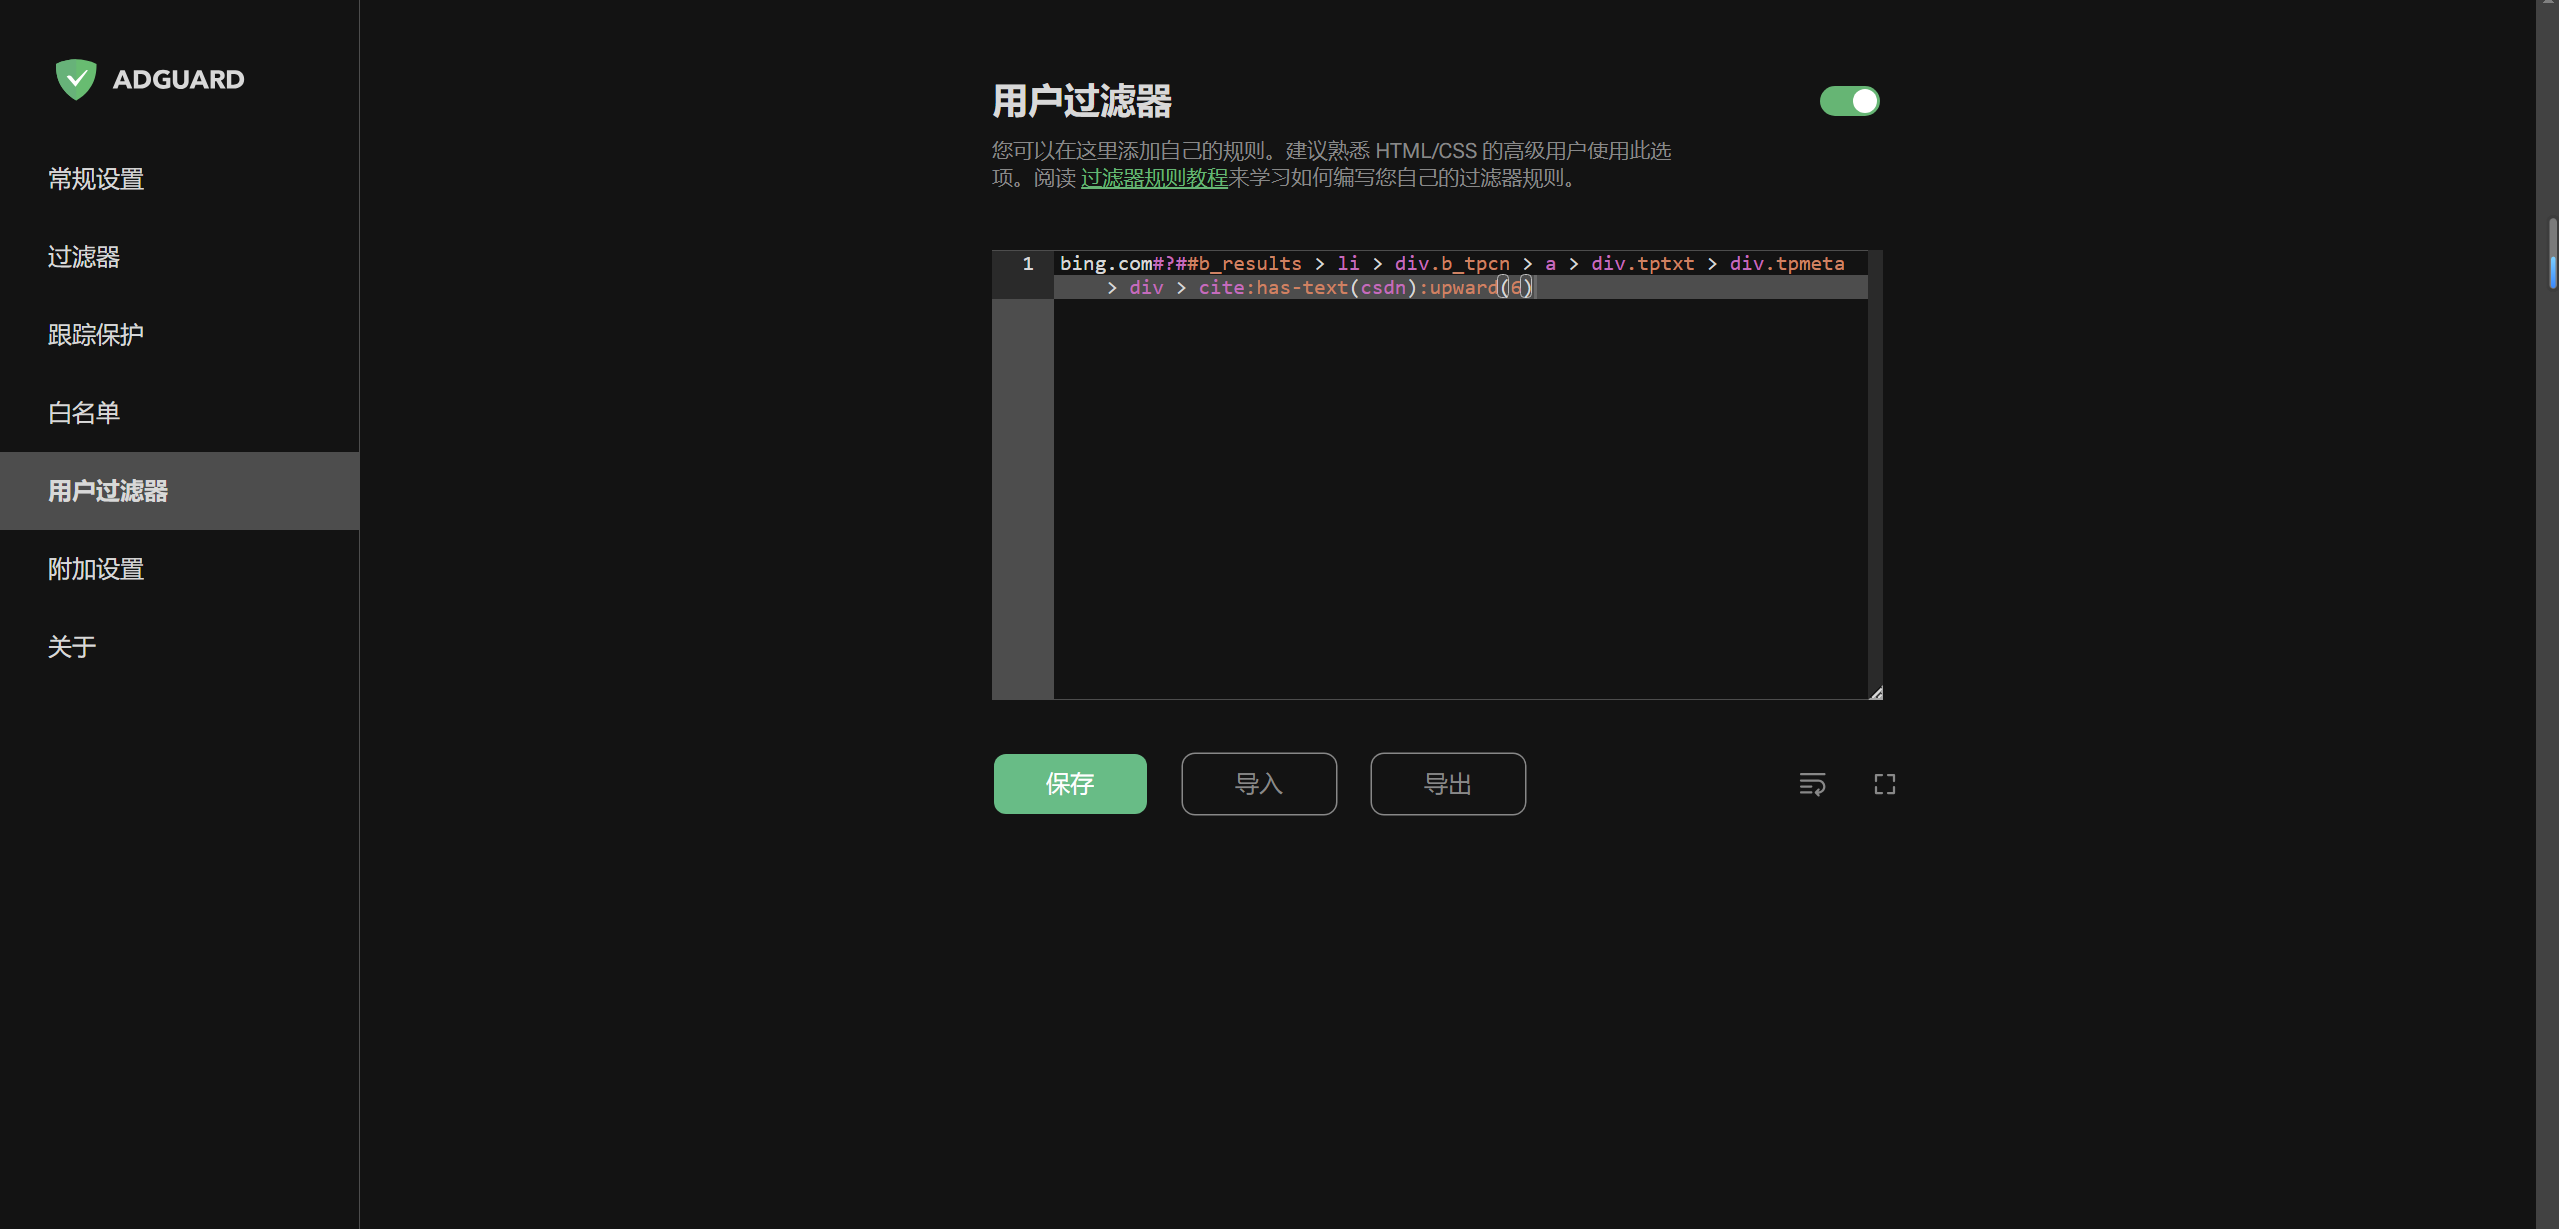 ADGUARD
常规设置
过滤器
跟踪保护
白名单
用户过滤器
附加设置
关于
用户过滤器
您可以在这里添加自己的规则。建议熟悉 HTML/CSS 的高级用户使用此选
项。阅读 过滤器规则教程来学习如何编写您自己的过滤器规则。
1 bing.com#?##b_results > li > div.b_tpcn > a > div.tptxt > div.tpmeta
> div > cite:has-text(csdn):upward(6)
保存 导入 导出